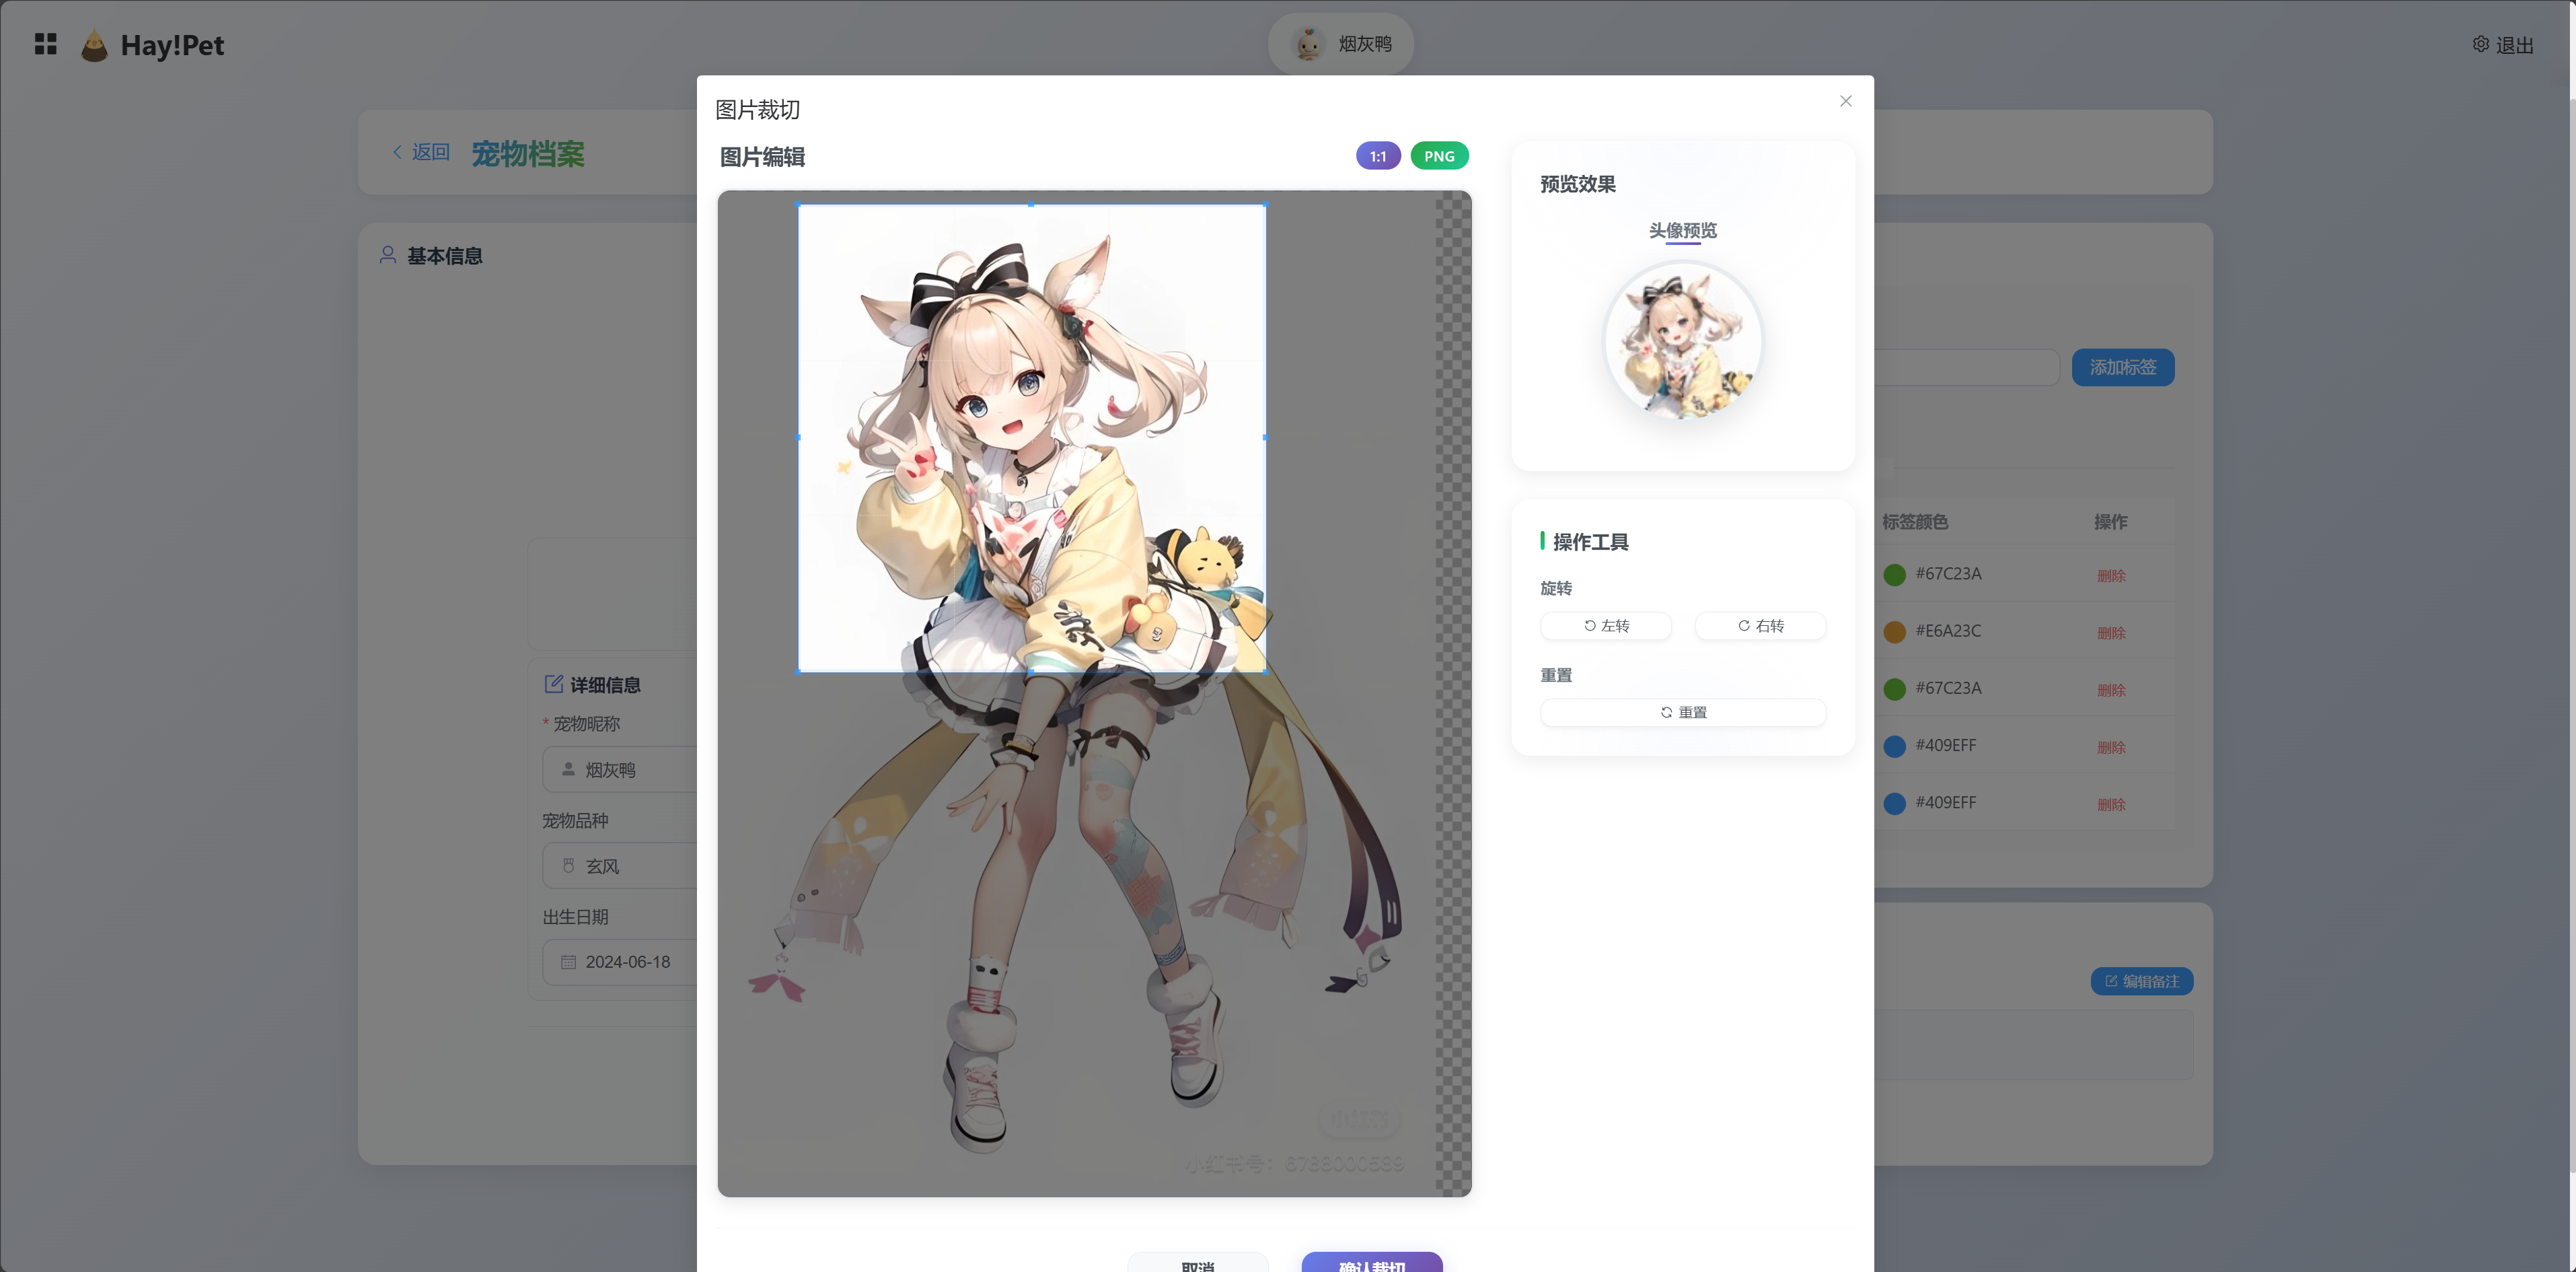 Hay!Pet
烟灰鸭
退出
返回 宠物档案
基本信息
图片裁切
图片编辑
1:1
PNG
预览效果
头像预览
操作工具
旋转
左转
右转
重置
重置
添加标签
标签颜色 操作
#67C23A 删除
#E6A23C 删除
#67C23A 删除
#409EFF 删除
#409EFF 删除
详细信息
* 宠物昵称
烟灰鸭
宠物品种
玄风
出生日期
2024-06-18
编辑备注
小红书
小红书号：6788000589
取消
确认裁切